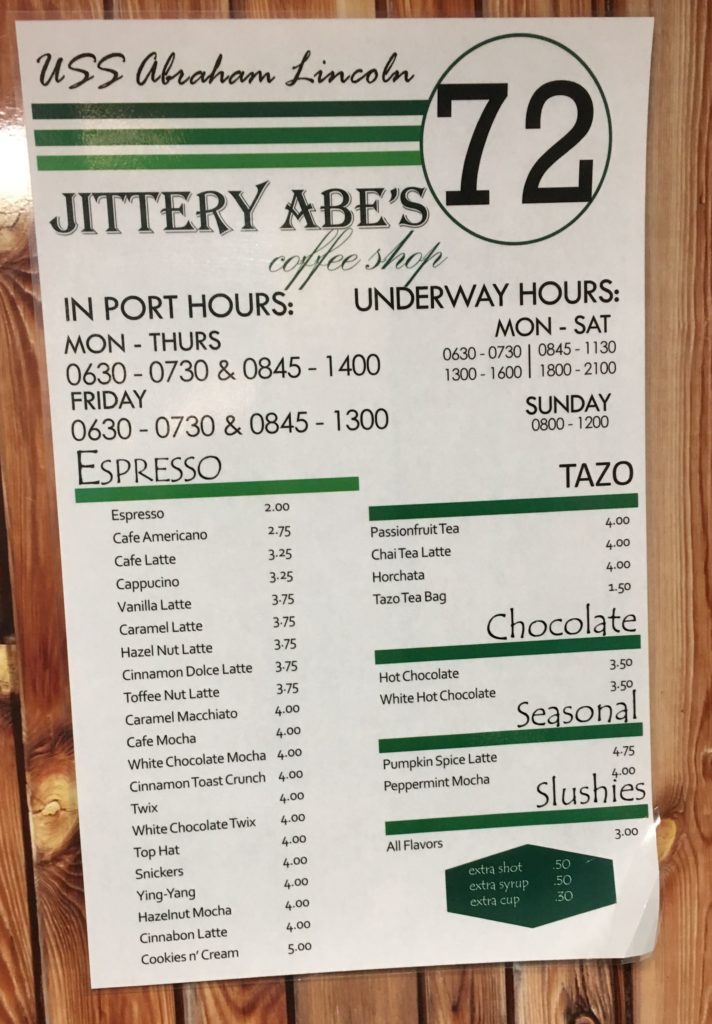 USS Abraham Lincoln
72
JITTERY ABE'S
coffee shop
IN PORT HOURS:
MON - THURS
0630 - 0730 & 0845 - 1400
FRIDAY
0630 - 0730 & 0845 - 1300
UNDERWAY HOURS:
MON - SAT
0630 - 0730 | 0845 - 1130
1300 - 1600 | 1800 - 2100
SUNDAY
0800 - 1200
ESPRESSO
Espresso 2.00
Cafe Americano 2.75
Cafe Latte 3.25
Cappucino 3.25
Vanilla Latte 3.75
Caramel Latte 3.75
Hazel Nut Latte 3.75
Cinnamon Dolce Latte 3.75
Toffee Nut Latte 3.75
Caramel Macchiato 4.00
Cafe Mocha 4.00
White Chocolate Mocha 4.00
Cinnamon Toast Crunch 4.00
Twix 4.00
White Chocolate Twix 4.00
Top Hat 4.00
Snickers 4.00
Ying-Yang 4.00
Hazelnut Mocha 4.00
Cinnabon Latte 4.00
Cookies n' Cream 5.00
TAZO
Passionfruit Tea 4.00
Chai Tea Latte 4.00
Horchata 4.00
Tazo Tea Bag 1.50
Chocolate
Hot Chocolate 3.50
White Hot Chocolate 3.50
Seasonal
Pumpkin Spice Latte 4.75
Peppermint Mocha 4.00
Slushies
All Flavors 3.00
extra shot .50
extra syrup .50
extra cup .30